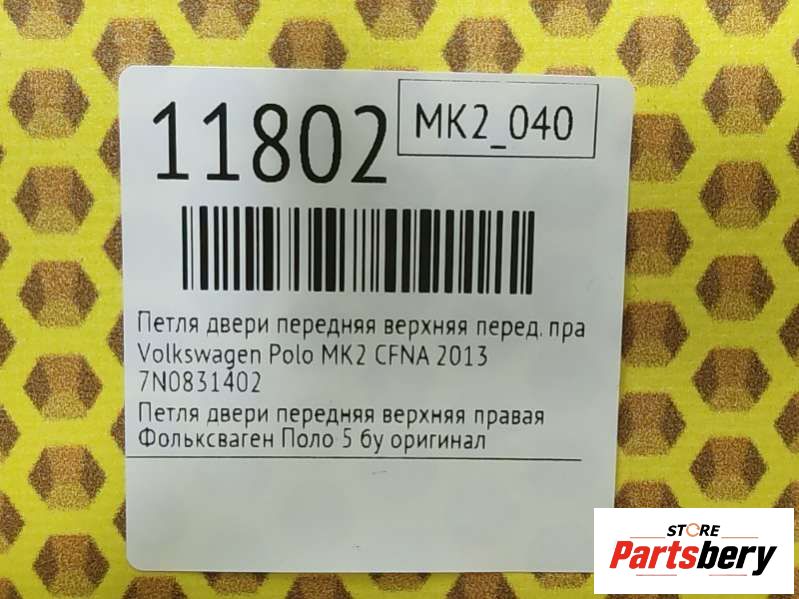 11802
MK2_040
Петля двери передняя верхняя перед. пра
Volkswagen Polo MK2 CFNA 2013
7N0831402
Петля двери передняя верхняя правая
Фольксваген Поло 5 бу оригинал
STORE
Partsbery